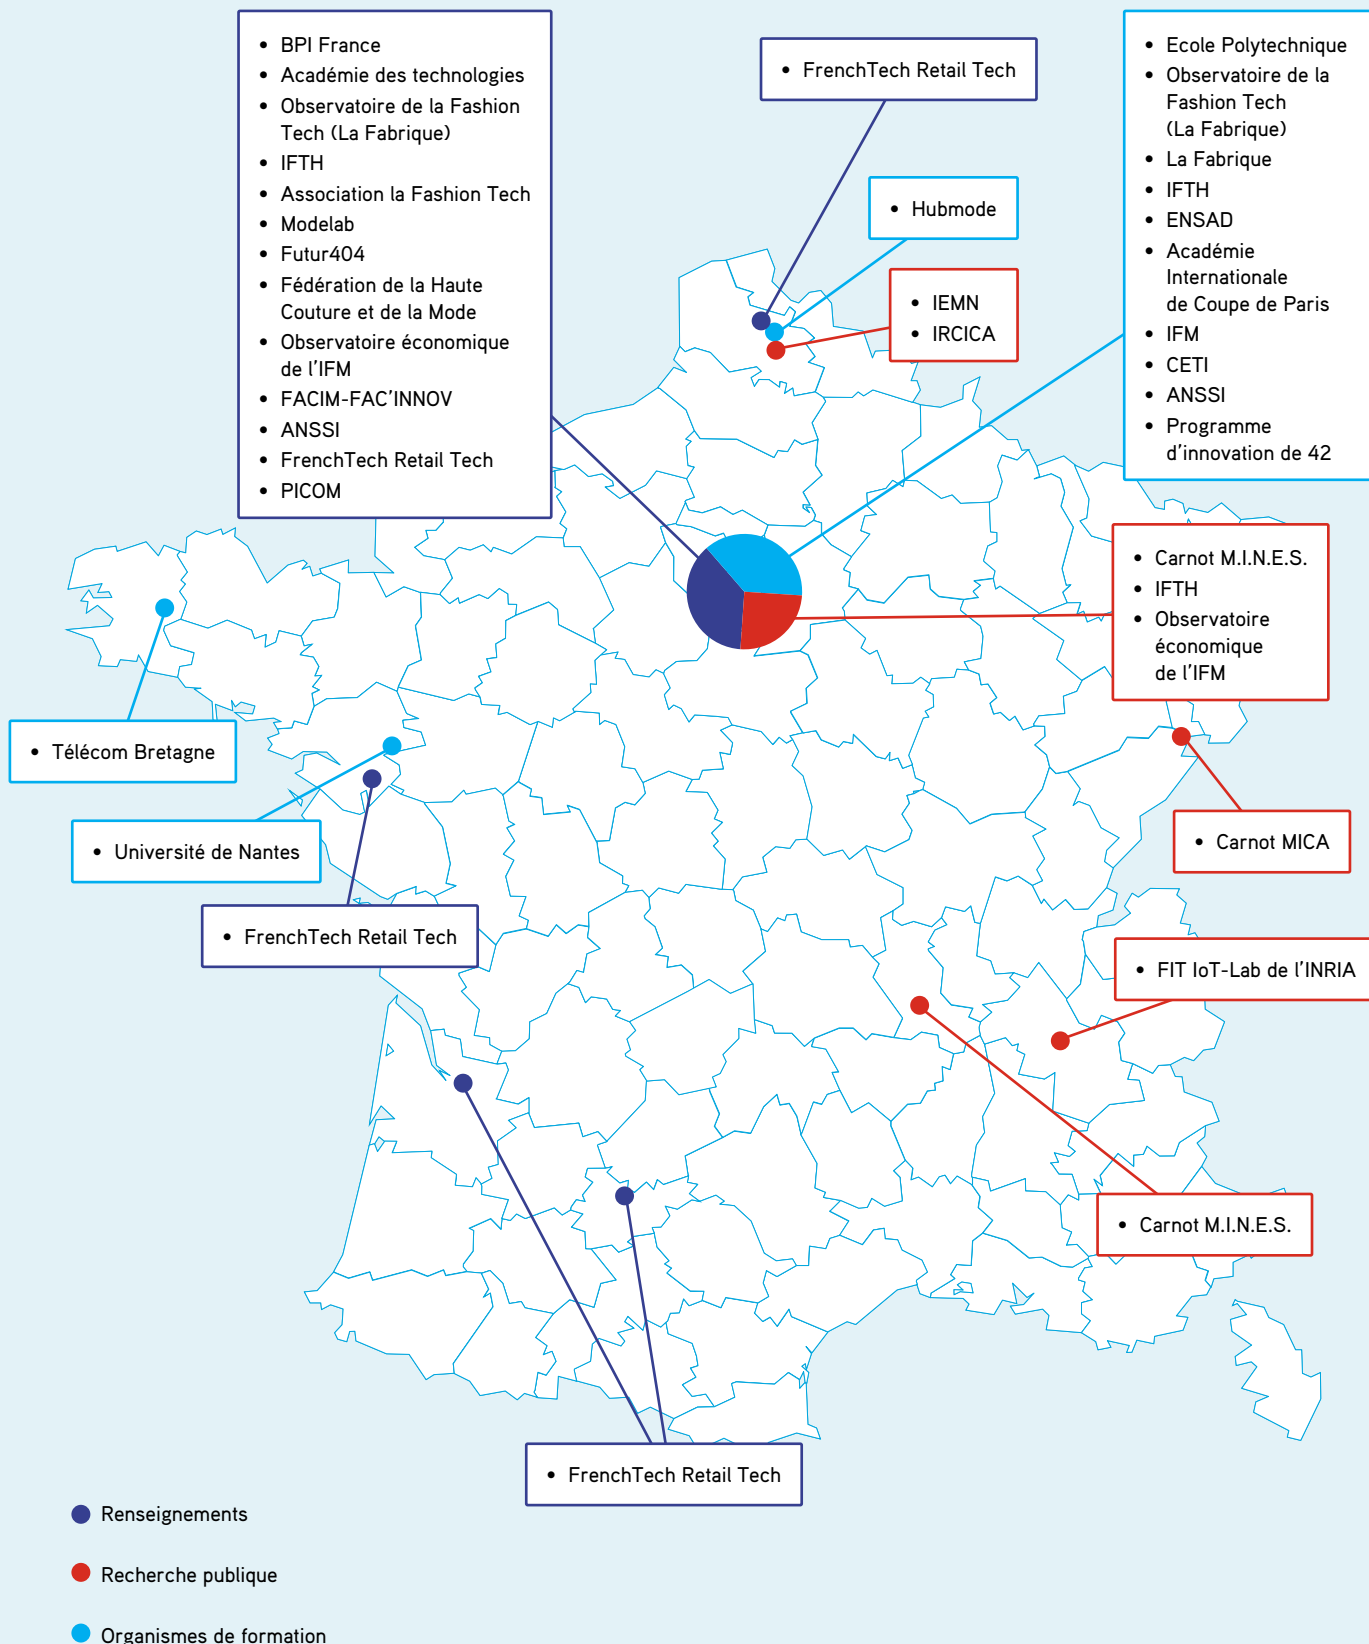 • BPI France
• Académie des technologies
• Observatoire de la Fashion
Tech (La Fabrique)
• IFTH
• Association la Fashion Tech
• Modelab
• Futur404
• Fédération de la Haute
Couture et de la Mode
• Observatoire économique
de l'IFM
• FACIM-FAC'INNOV
• ANSSI
• FrenchTech Retail Tech
• PICOM
• FrenchTech Retail Tech
• Hubmode
• IEMN
• IRCICA
• Ecole Polytechnique
• Observatoire de la
Fashion Tech
(La Fabrique)
• La Fabrique
• IFTH
• ENSAD
• Académie
Internationale
de Coupe de Paris
• IFM
• CETI
• ANSSI
• Programme
d'innovation de 42
• Carnot M.I.N.E.S.
• IFTH
• Observatoire
économique
de l'IFM
• Télécom Bretagne
• Université de Nantes
• Carnot MICA
• FrenchTech Retail Tech
• FIT IoT-Lab de l'INRIA
• Carnot M.I.N.E.S.
• FrenchTech Retail Tech
Renseignements
Recherche publique
Organismes de formation